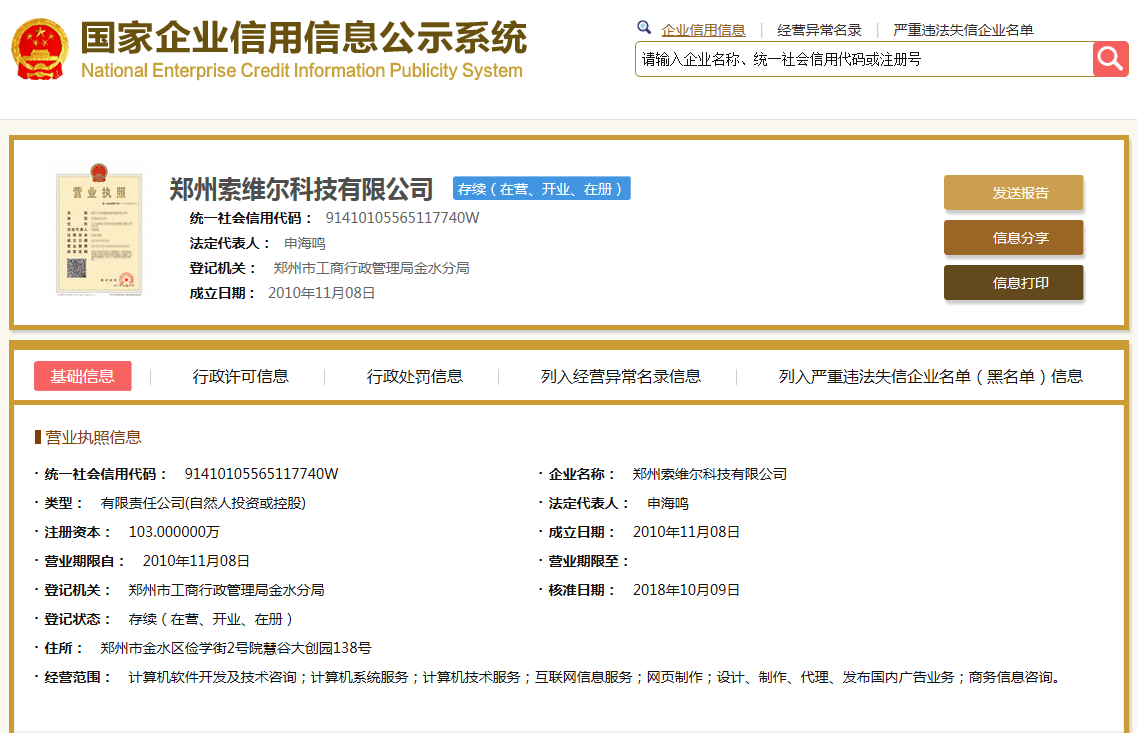 国家企业信用信息公示系统
National Enterprise Credit Information Publicity System
企业信用信息 | 经营异常名录 | 严重违法失信企业名单
请输入企业名称、统一社会信用代码或注册号
营业执照
郑州索维尔科技有限公司 存续（在营、开业、在册）
统一社会信用代码： 91410105565117740W
法定代表人： 申海鸣
登记机关： 郑州市工商行政管理局金水分局
成立日期： 2010年11月08日
发送报告
信息分享
信息打印
基础信息 | 行政许可信息 | 行政处罚信息 | 列入经营异常名录信息 | 列入严重违法失信企业名单（黑名单）信息
营业执照信息
· 统一社会信用代码： 91410105565117740W · 企业名称： 郑州索维尔科技有限公司
· 类型： 有限责任公司(自然人投资或控股) · 法定代表人： 申海鸣
· 注册资本： 103.000000万 · 成立日期： 2010年11月08日
· 营业期限自： 2010年11月08日 · 营业期限至：
· 登记机关： 郑州市工商行政管理局金水分局 · 核准日期： 2018年10月09日
· 登记状态： 存续（在营、开业、在册）
· 住所： 郑州市金水区俭学街2号院慧谷大创园138号
· 经营范围： 计算机软件开发及技术咨询；计算机系统服务；计算机技术服务；互联网信息服务；网页制作；设计、制作、代理、发布国内广告业务；商务信息咨询。